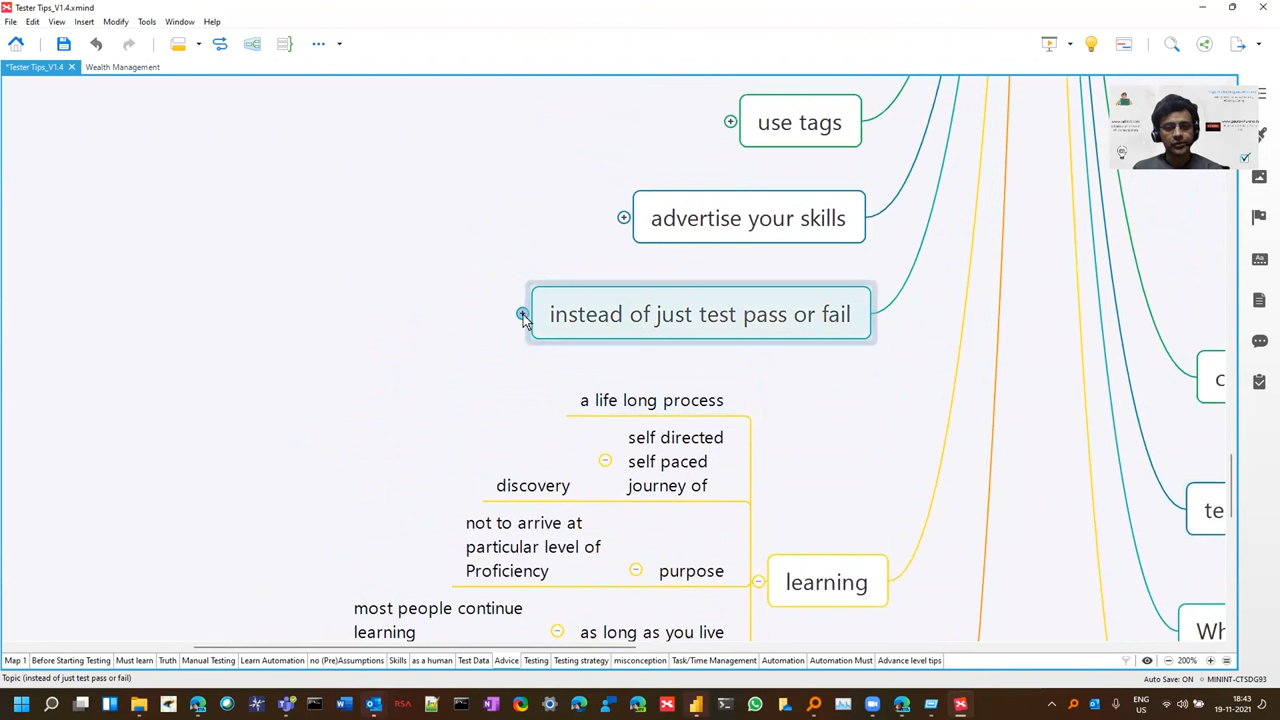 Tester Tips_V1.4.xmind
File Edit View Insert Modify Tools Window Help
*Tester Tips_V1.4
Wealth Management
use tags
advertise your skills
instead of just test pass or fail
a life long process
self directed
self paced
journey of
discovery
not to arrive at
particular level of
Proficiency
purpose
learning
most people continue
learning
as long as you live
c
te
Wh
Map 1 Before Starting Testing Must learn Truth Manual Testing Learn Automation no (Pre)Assumptions Skills as a human Test Data Advice Testing Testing strategy misconception Task/Time Management Automation Automation Must Advance level tips
200%
Topic (instead of just test pass or fail)
Auto Save: ON
MININT-CTSDG93
RSA
ENG
US
18:43
19-11-2021